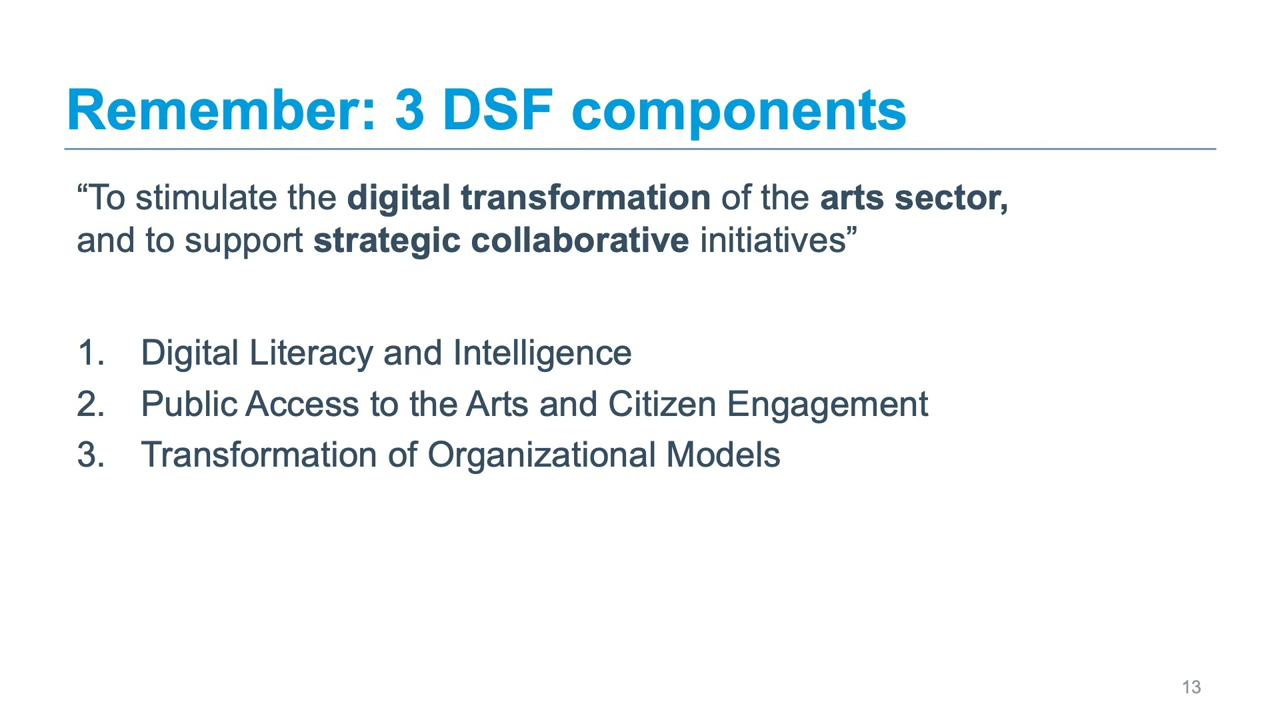 Remember: 3 DSF components
“To stimulate the digital transformation of the arts sector,
and to support strategic collaborative initiatives”
1. Digital Literacy and Intelligence
2. Public Access to the Arts and Citizen Engagement
3. Transformation of Organizational Models
13